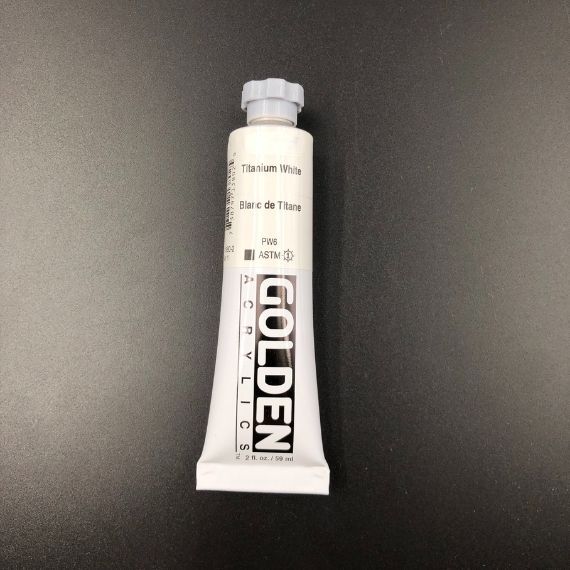 Titanium White
Blanc de Titane
PW6
ASTM I
GOLDEN
ACRYLICS
2 fl. oz. / 59 ml